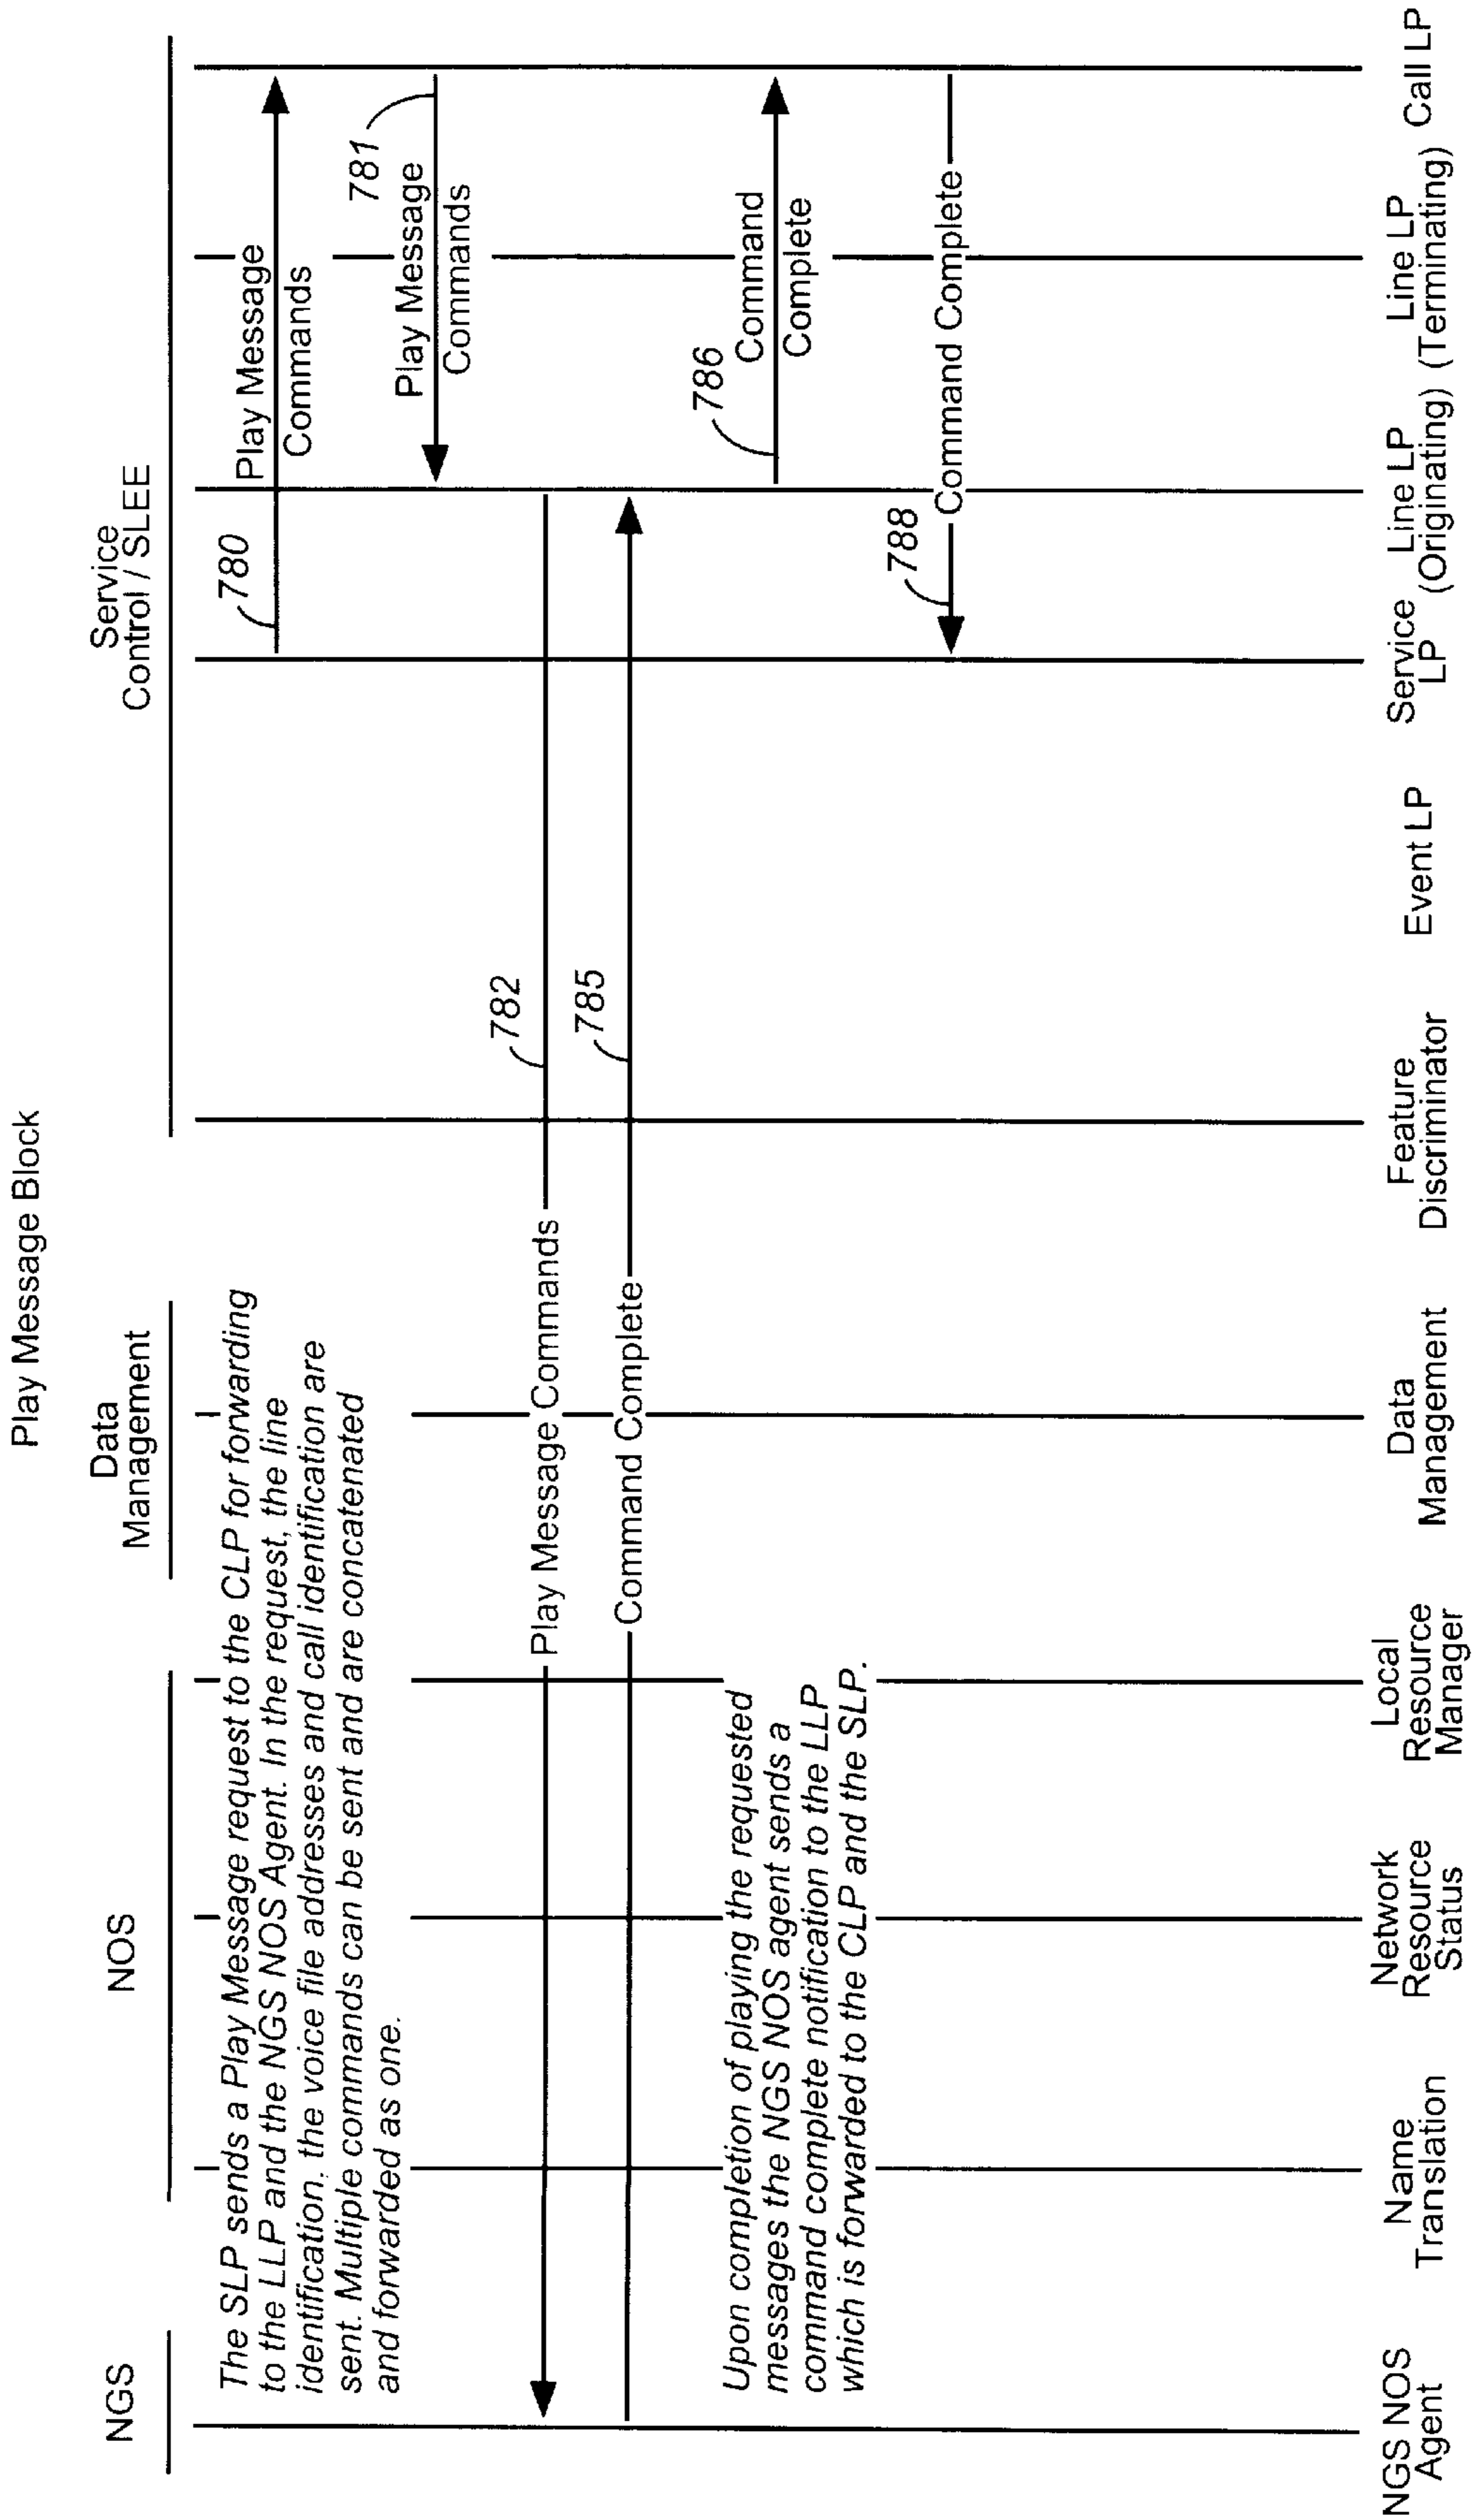 Play Message Block
NGS
NOS
Data
Management
Service
Control / SLEE
The SLP sends a Play Message request to the CLP for forwarding
to the LLP and the NGS NOS Agent. In the request, the line
identification, the voice file addresses and call identification are
sent. Multiple commands can be sent and are concatenated
and forwarded as one.
780
Play Message
Commands
781
Play Message
Commands
Play Message Commands
782
Command Complete
785
Upon completion of playing the requested
messages the NGS NOS agent sends a
command complete notification to the LLP
which is forwarded to the CLP and the SLP.
786
Command
Complete
788
Command Complete
NGS NOS
Agent
Name
Translation
Network
Resource
Status
Local
Resource
Manager
Data
Management
Feature
Discriminator
Event LP
Service
LP
Line LP
(Originating)
Line LP
(Terminating)
Call LP